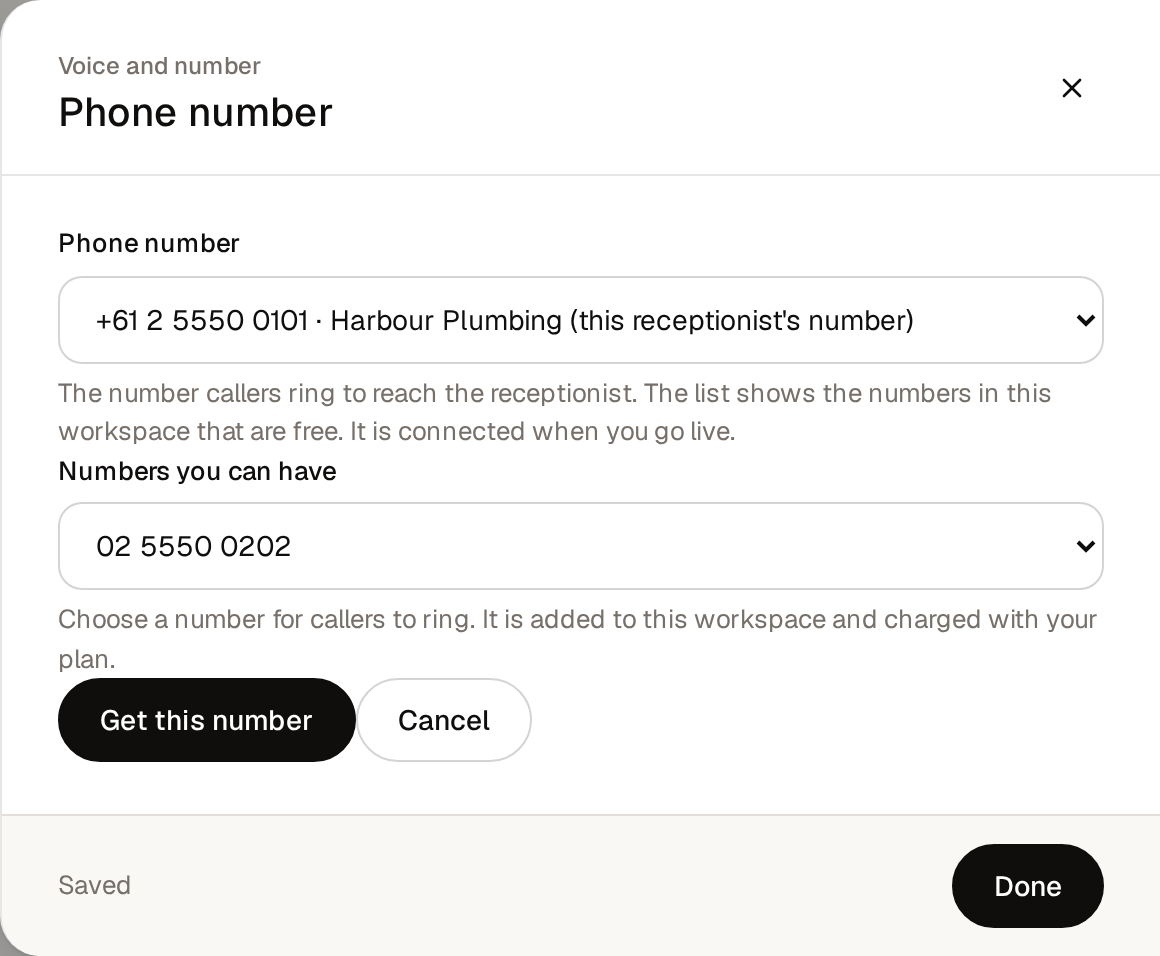 Voice and number
Phone number
Phone number
+61 2 5550 0101 · Harbour Plumbing (this receptionist's number)
The number callers ring to reach the receptionist. The list shows the numbers in this
workspace that are free. It is connected when you go live.
Numbers you can have
02 5550 0202
Choose a number for callers to ring. It is added to this workspace and charged with your
plan.
Get this number
Cancel
Saved
Done